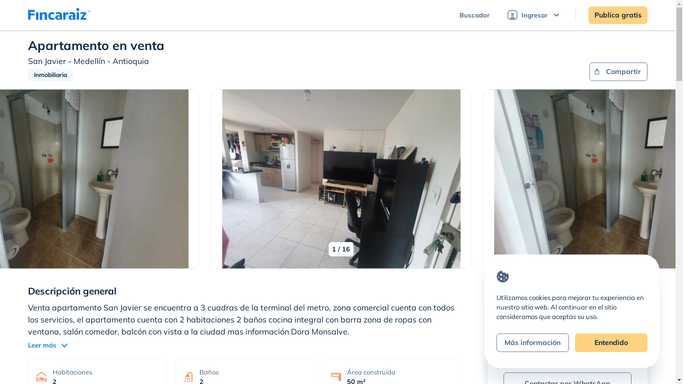 Fincaraíz
Buscador
Ingresar
Publica gratis
Apartamento en venta
San Javier - Medellín - Antioquia
Inmobiliaria
Compartir
1 / 16
Descripción general
Venta apartamento San Javier se encuentra a 3 cuadras de la terminal del metro, zona comercial cuenta con todos
los servicios, el apartamento cuenta con 2 habitaciones 2 baños cocina integral con barra zona de ropas con
ventana, salón comedor, balcón con vista a la ciudad mas información Dora Monsalve.
Leer más
Habitaciones
2
Baños
2
Área construida
50 m²
Utilizamos cookies para mejorar tu experiencia en
nuestro sitio web. Al continuar en el sitio
consideramos que aceptas su uso.
Más información
Entendido
Contactar por WhatsApp